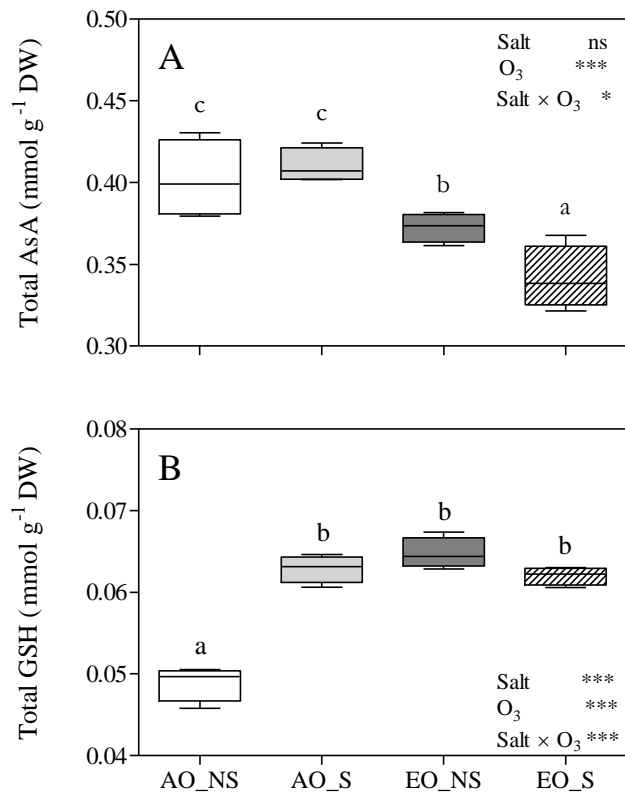 0.50
A
Salt ns
O₃ ***
Salt × O₃ *
0.45
c
c
0.40
b
a
0.35
0.30
Total AsA (mmol g⁻¹ DW)
0.08
B
0.07
b
b
b
0.06
a
0.05
Salt ***
O₃ ***
Salt × O₃ ***
0.04
Total GSH (mmol g⁻¹ DW)
AO_NS AO_S EO_NS EO_S